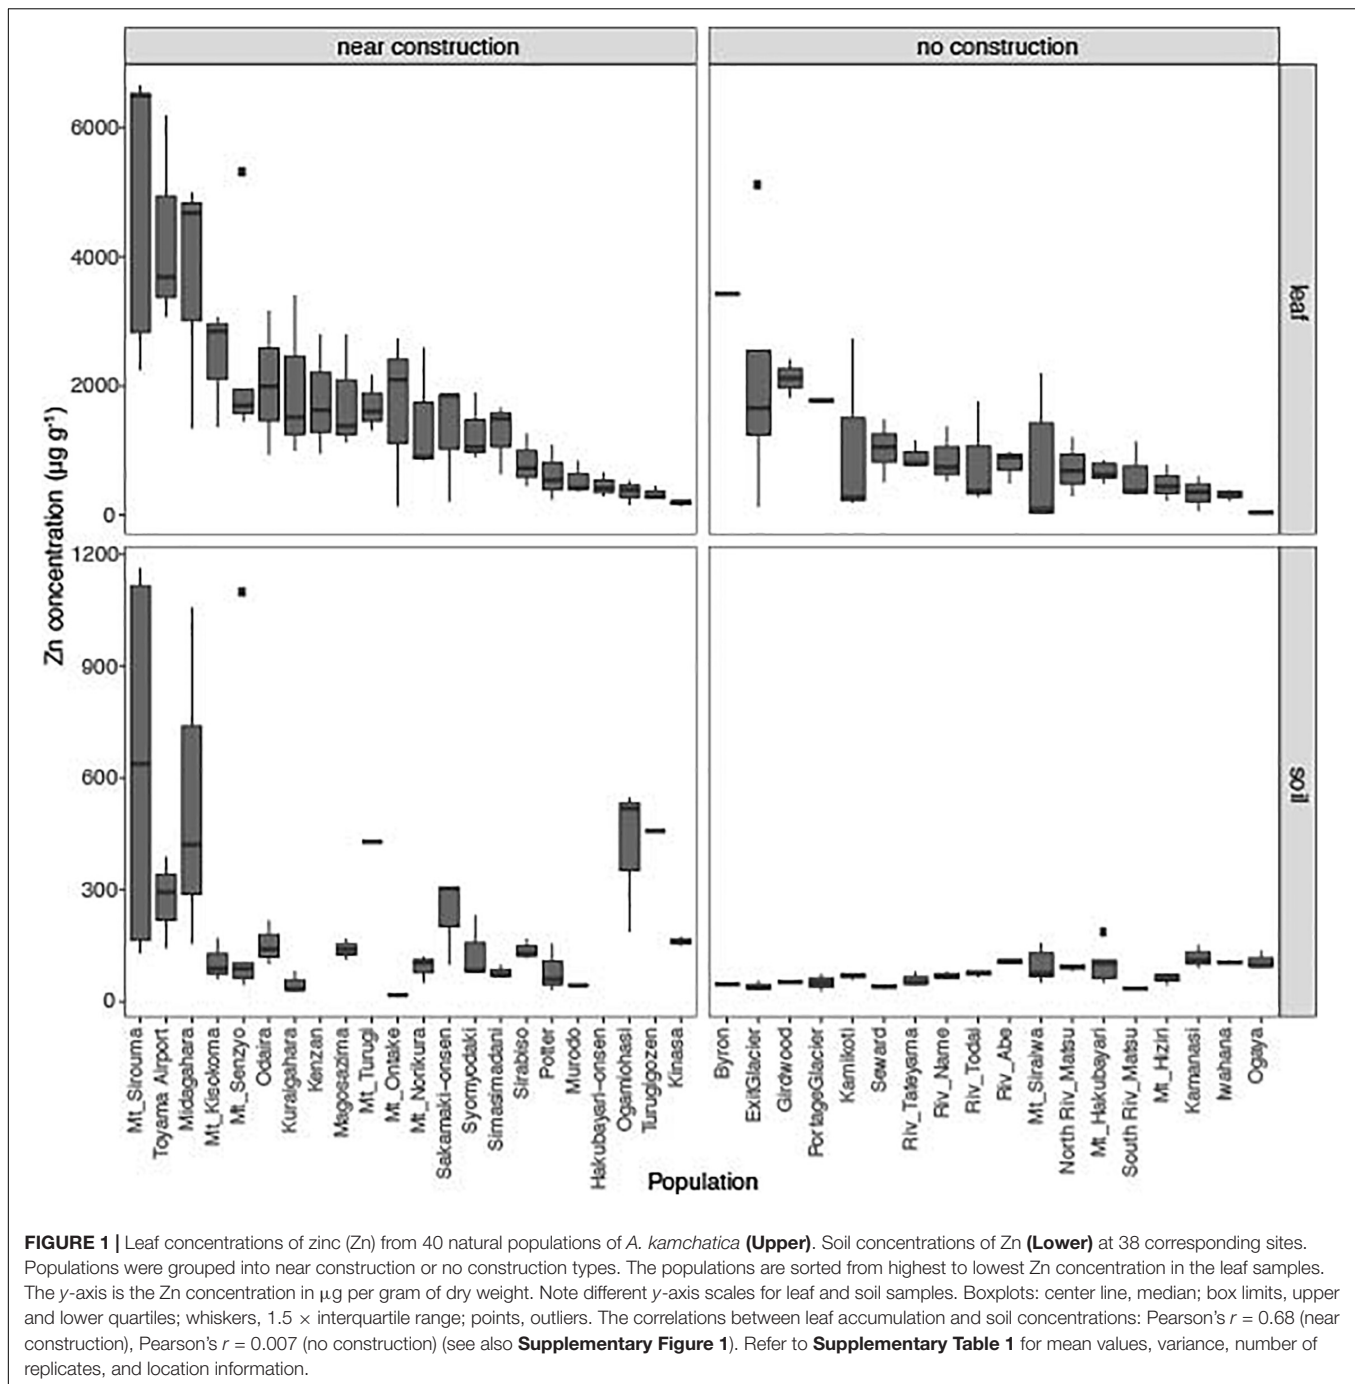 near construction
no construction
6000
4000
2000
0
leaf
1200
900
600
300
0
soil
Zn concentration (µg g⁻¹)
Mt_Sirouma
Toyama Airport
Midagahara
Mt_Kisokoma
Mt_Senzyo
Odaira
Kuraigahara
Kenzan
Magosazima
Mt_Turugi
Mt_Ontake
Mt_Norikura
Sakamaki-onsen
Syomyodaki
Simasimadani
Sirabiso
Potter
Murodo
Hakubayari-onsen
Ogamiohasi
Turugigozen
Kinasa
Byron
ExitGlacier
Girdwood
PortageGlacier
Kamikoti
Seward
Riv_Tateyama
Riv_Name
Riv_Todai
Riv_Abe
Mt_Siraiwa
North Riv_Matsu
Mt_Hakubayari
South Riv_Matsu
Mt_Hiziri
Kamanasi
Iwahana
Ogaya
Population
FIGURE 1 | Leaf concentrations of zinc (Zn) from 40 natural populations of A. kamchatica (Upper). Soil concentrations of Zn (Lower) at 38 corresponding sites.
Populations were grouped into near construction or no construction types. The populations are sorted from highest to lowest Zn concentration in the leaf samples.
The y-axis is the Zn concentration in µg per gram of dry weight. Note different y-axis scales for leaf and soil samples. Boxplots: center line, median; box limits, upper
and lower quartiles; whiskers, 1.5 × interquartile range; points, outliers. The correlations between leaf accumulation and soil concentrations: Pearson's r = 0.68 (near
construction), Pearson's r = 0.007 (no construction) (see also Supplementary Figure 1). Refer to Supplementary Table 1 for mean values, variance, number of
replicates, and location information.